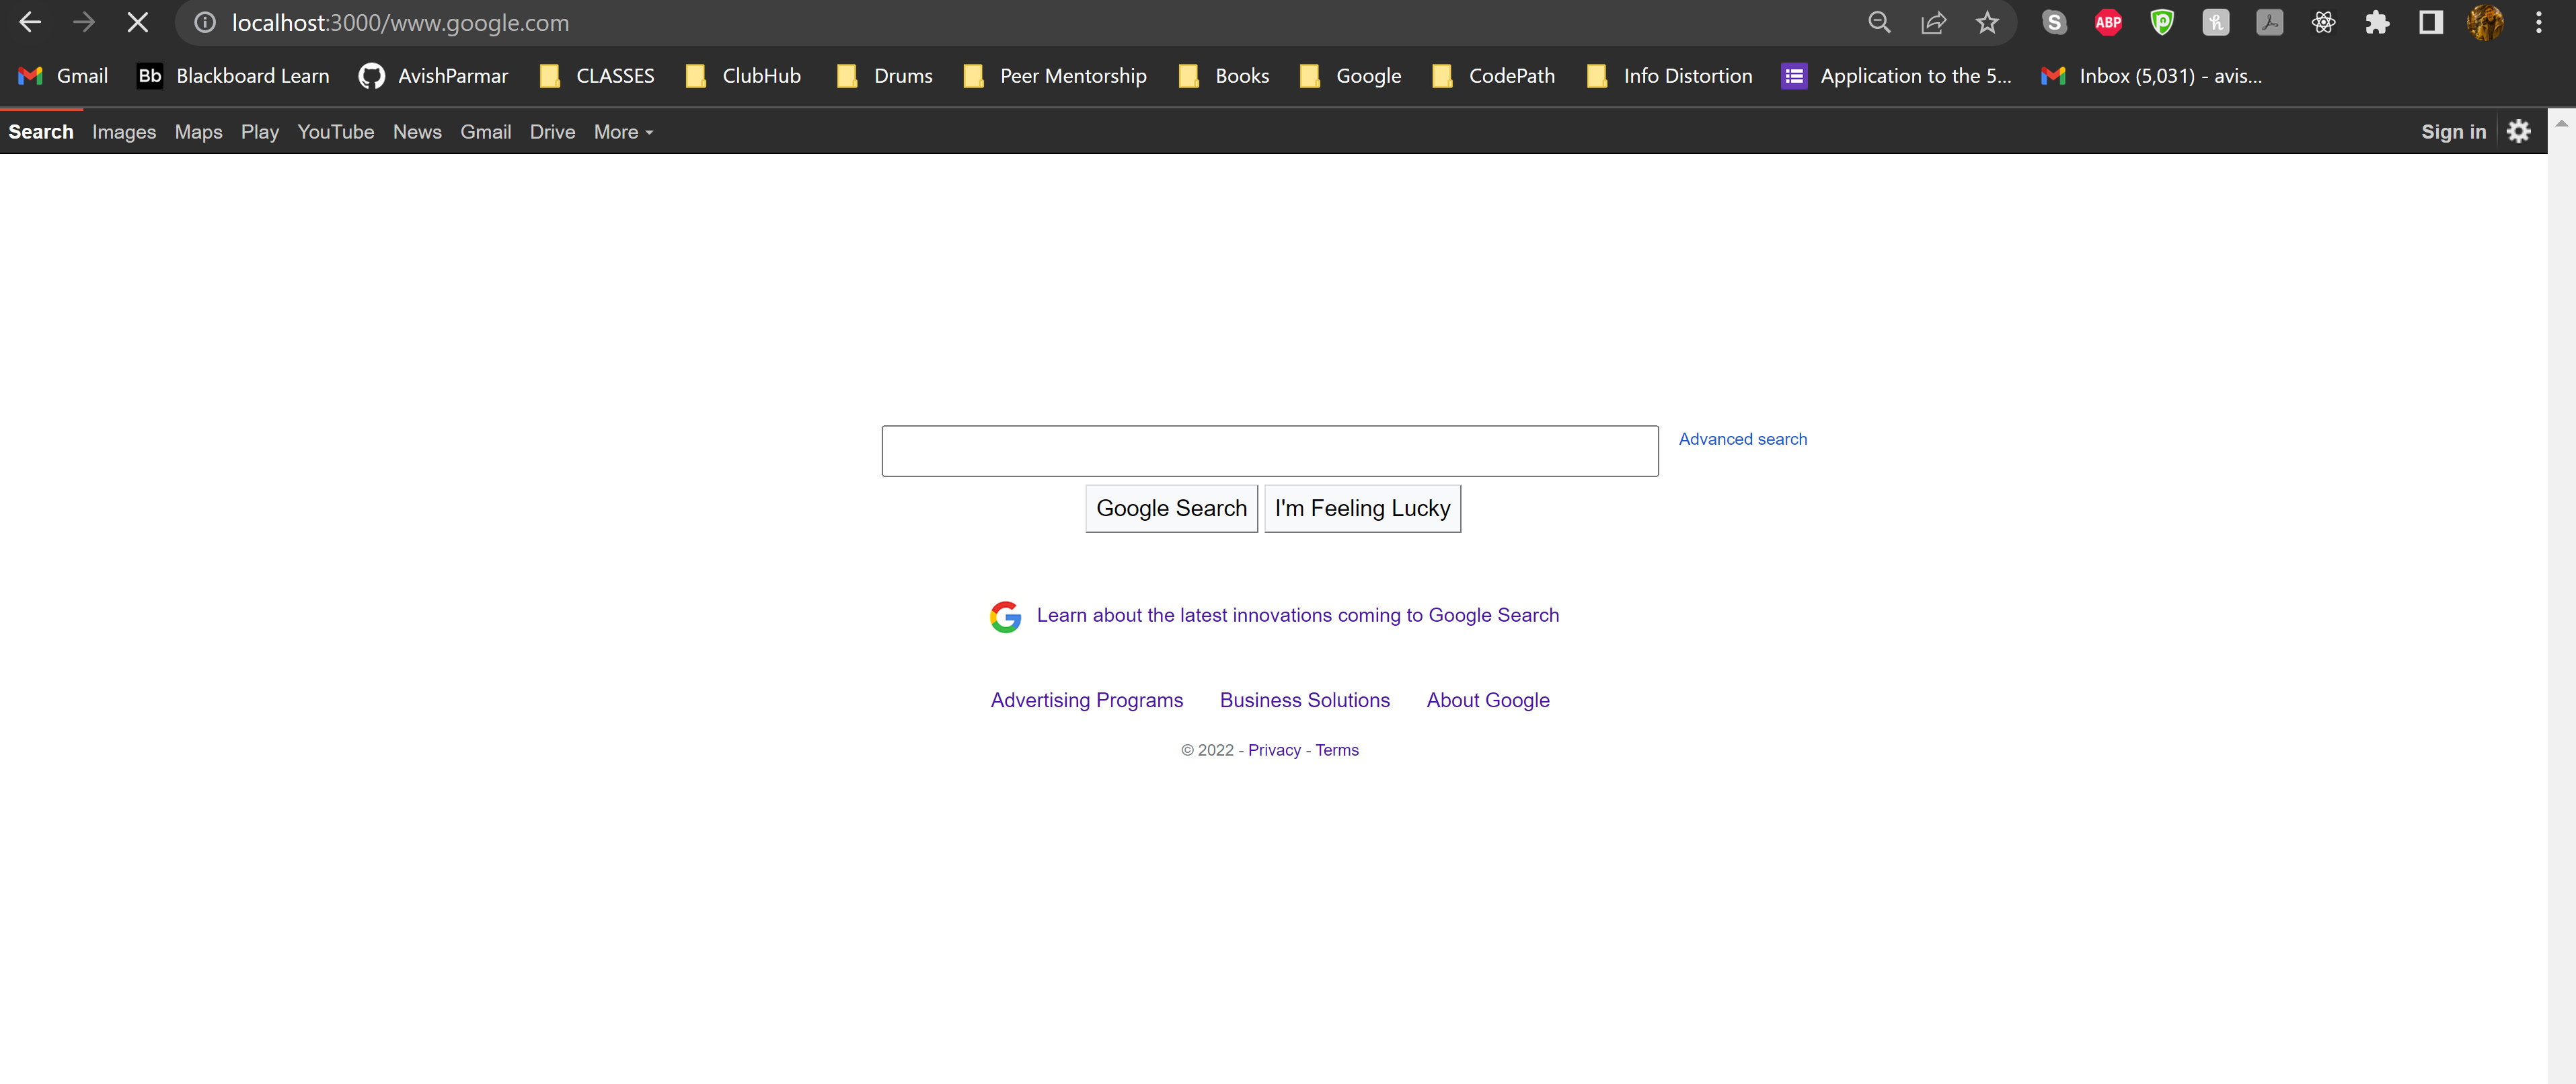 localhost:3000/www.google.com
S ABP
Gmail Bb Blackboard Learn AvishParmar CLASSES ClubHub Drums Peer Mentorship Books Google CodePath Info Distortion Application to the 5... Inbox (5,031) - avis...
Search Images Maps Play YouTube News Gmail Drive More Sign in
Advanced search
Google Search I'm Feeling Lucky
G Learn about the latest innovations coming to Google Search
Advertising Programs Business Solutions About Google
© 2022 - Privacy - Terms